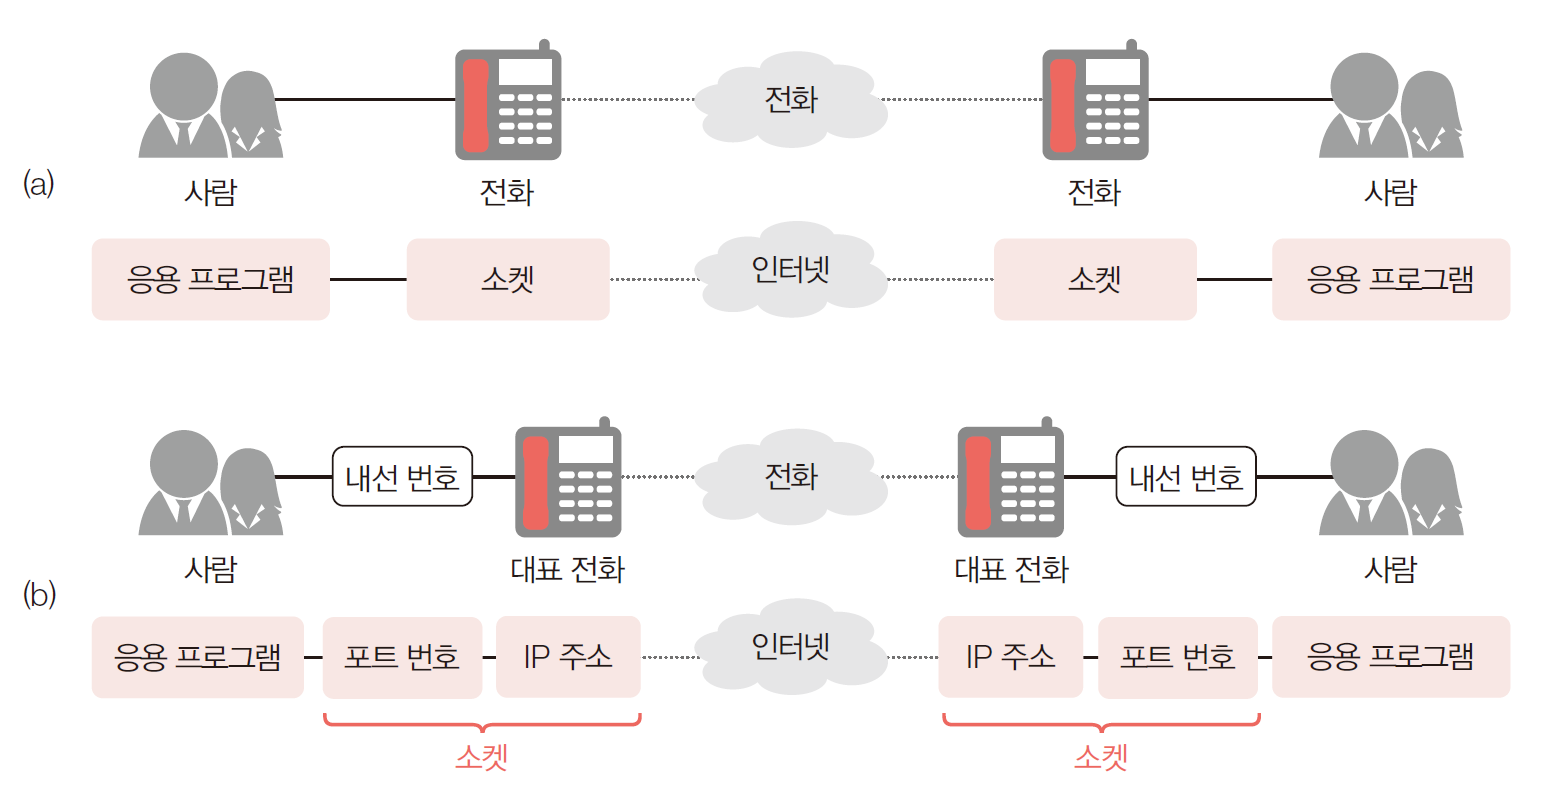 전화
(a)
사람
전화
전화
사람
응용 프로그램
소켓
인터넷
소켓
응용 프로그램
내선 번호
전화
내선 번호
(b)
사람
대표 전화
대표 전화
사람
응용 프로그램
포트 번호
IP 주소
인터넷
IP 주소
포트 번호
응용 프로그램
소켓
소켓